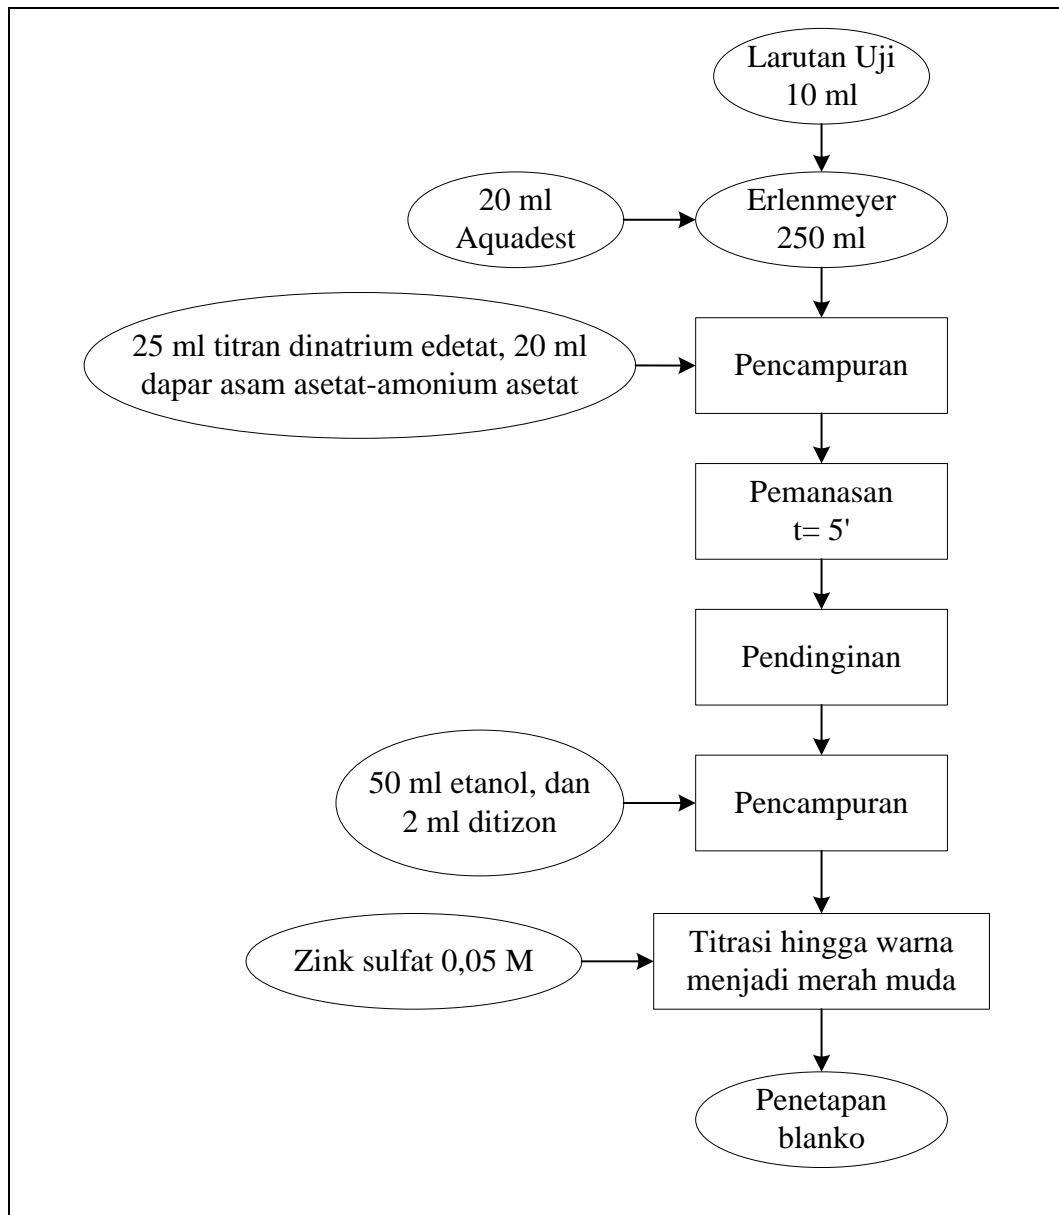 Larutan Uji
10 ml
20 ml
Aquadest
Erlenmeyer
250 ml
25 ml titran dinatrium edetat, 20 ml
dapar asam asetat-amonium asetat
Pencampuran
Pemanasan
t= 5'
Pendinginan
50 ml etanol, dan
2 ml ditizon
Pencampuran
Zink sulfat 0,05 M
Titrasi hingga warna
menjadi merah muda
Penetapan
blanko